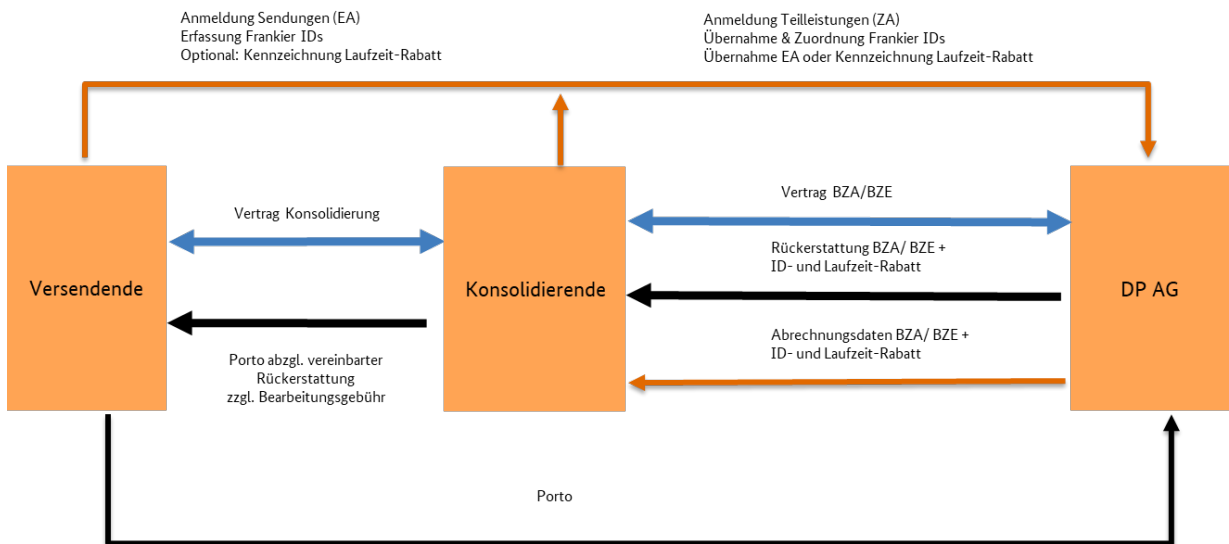 Anmeldung Sendungen (EA)
Erfassung Frankier IDs
Optional: Kennzeichnung Laufzeit-Rabatt
Anmeldung Teilleistungen (ZA)
Übernahme & Zuordnung Frankier IDs
Übernahme EA oder Kennzeichnung Laufzeit-Rabatt
Versendende
Vertrag Konsolidierung
Porto abzgl. vereinbarter
Rückerstattung
zzgl. Bearbeitungsgebühr
Konsolidierende
Vertrag BZA/BZE
Rückerstattung BZA/ BZE +
ID- und Laufzeit-Rabatt
Abrechnungsdaten BZA/ BZE +
ID- und Laufzeit-Rabatt
DP AG
Porto